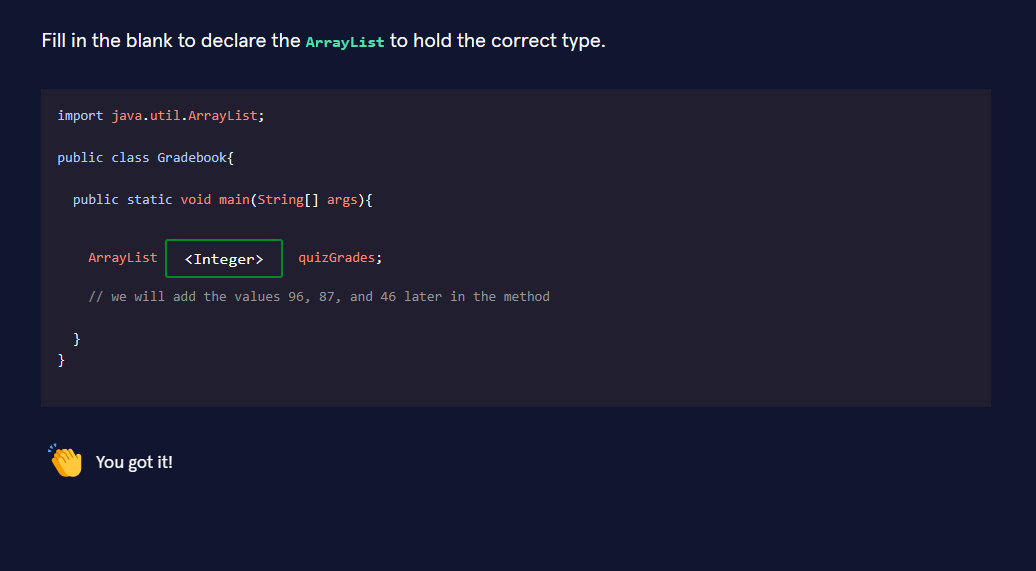 Fill in the blank to declare the ArrayList to hold the correct type.
import java.util.ArrayList;
public class Gradebook{
public static void main(String[] args){
ArrayList <Integer> quizGrades;
// we will add the values 96, 87, and 46 later in the method
}
}
You got it!